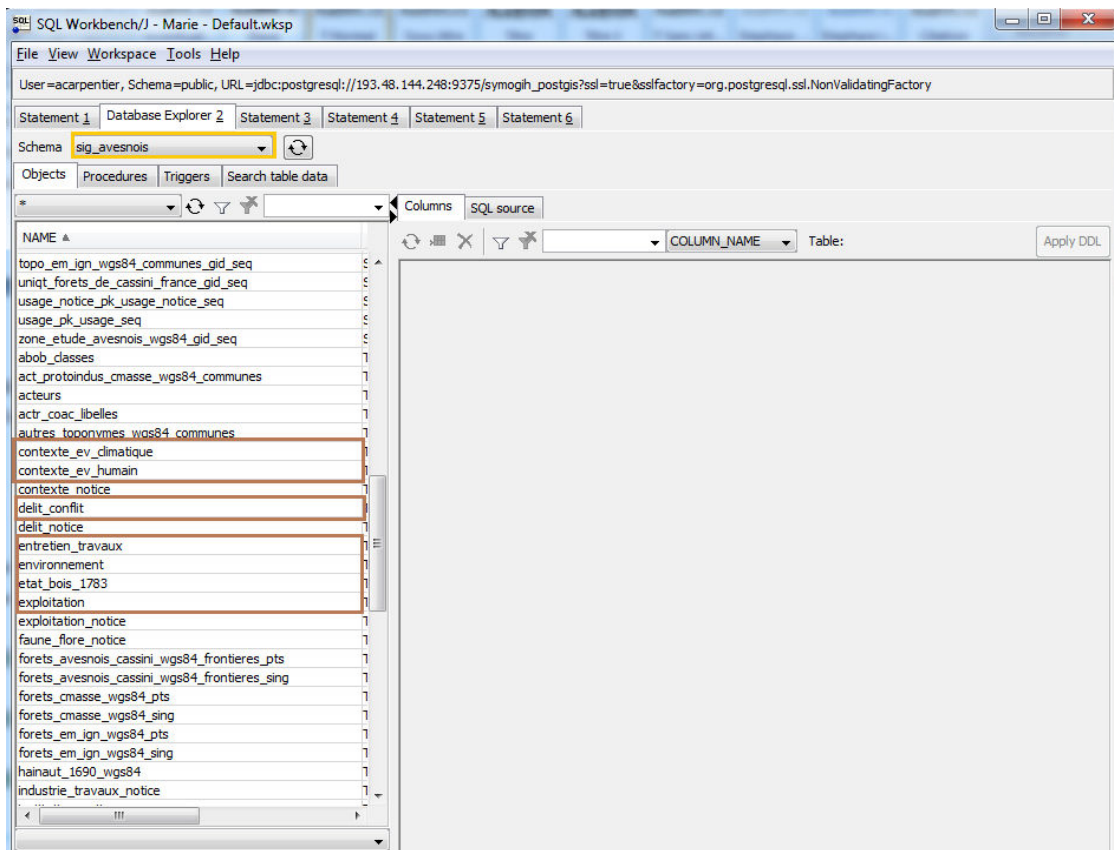 SQL Workbench/J - Marie - Default.wksp
File View Workspace Tools Help
User=acarpentier, Schema=public, URL=jdbc:postgresql://193.48.144.248:9375/symogih_postgis?ssl=true&sslfactory=org.postgresql.ssl.NonValidatingFactory
Statement 1 Database Explorer 2 Statement 3 Statement 4 Statement 5 Statement 6
Schema sig_avesnois
Objects Procedures Triggers Search table data
* Columns SQL source
NAME COLUMN_NAME Table: Apply DDL
topo_em_ign_wgs84_communes_gid_seq
uniqt_forets_de_cassini_france_gid_seq
usage_notice_pk_usage_notice_seq
usage_pk_usage_seq
zone_etude_avesnois_wgs84_gid_seq
abob_classes
act_protoindus_cmasse_wgs84_communes
acteurs
actr_coac_libelles
autres_toponymes_wgs84_communes
contexte_ev_climatique
contexte_ev_humain
contexte_notice
delit_conflit
delit_notice
entretien_travaux
environnement
etat_bois_1783
exploitation
exploitation_notice
faune_flore_notice
forets_avesnois_cassini_wgs84_frontieres_pts
forets_avesnois_cassini_wgs84_frontieres_sing
forets_cmasse_wgs84_pts
forets_cmasse_wgs84_sing
forets_em_ign_wgs84_pts
forets_em_ign_wgs84_sing
hainaut_1690_wgs84
industrie_travaux_notice